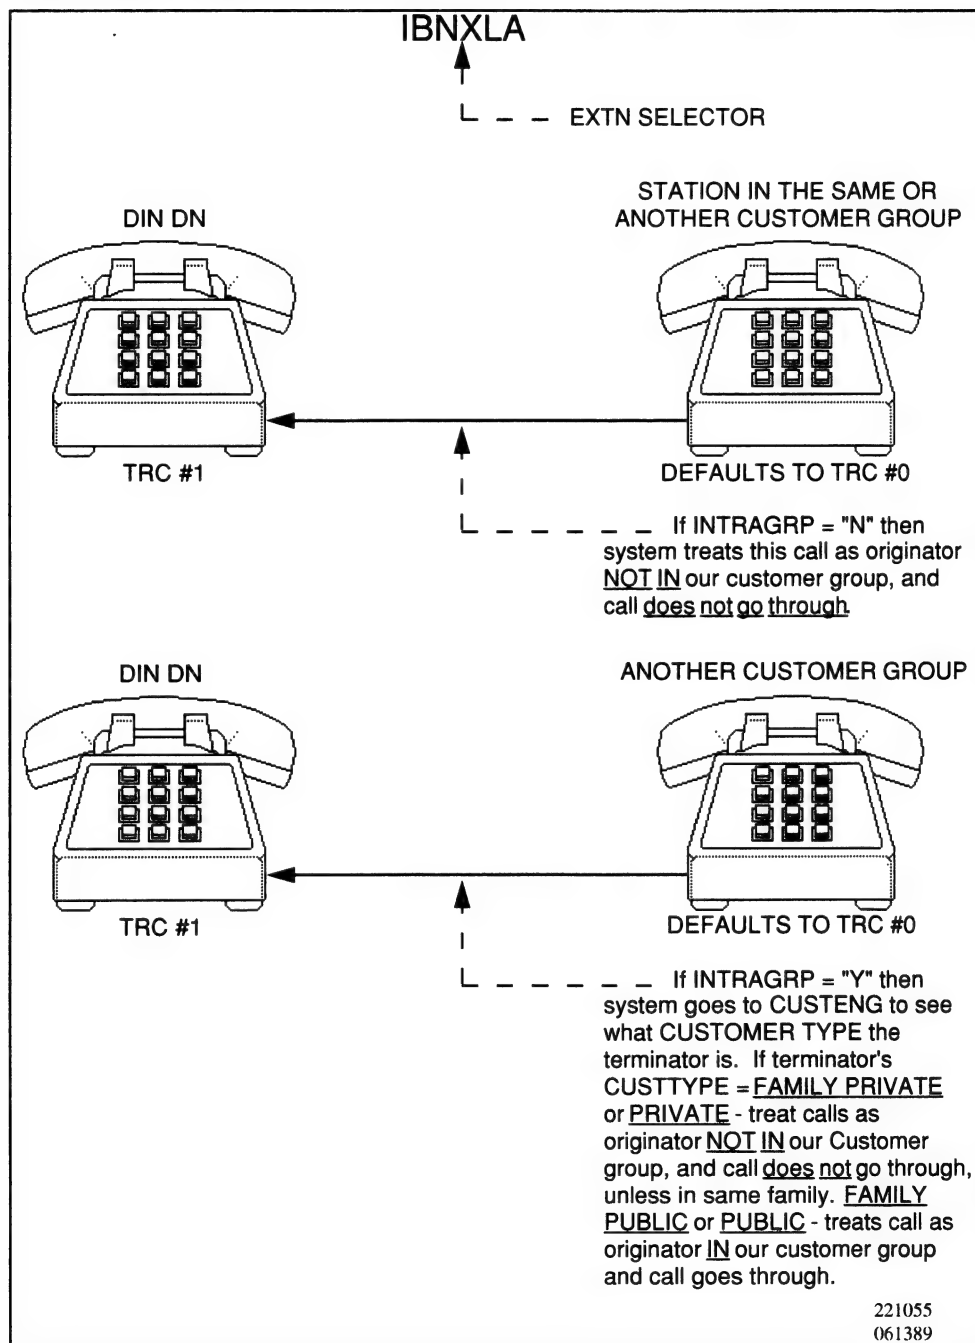 IBNXLA
EXTN SELECTOR
DIN DN
STATION IN THE SAME OR
ANOTHER CUSTOMER GROUP
TRC #1
DEFAULTS TO TRC #0
If INTRAGRP = "N" then
system treats this call as originator
NOT IN our customer group, and
call does not go through.
DIN DN
ANOTHER CUSTOMER GROUP
TRC #1
DEFAULTS TO TRC #0
If INTRAGRP = "Y" then
system goes to CUSTENG to see
what CUSTOMER TYPE the
terminator is. If terminator's
CUSTTYPE = FAMILY PRIVATE
or PRIVATE - treat calls as
originator NOT IN our Customer
group, and call does not go through,
unless in same family. FAMILY
PUBLIC or PUBLIC - treats call as
originator IN our customer group
and call goes through.
221055
061389